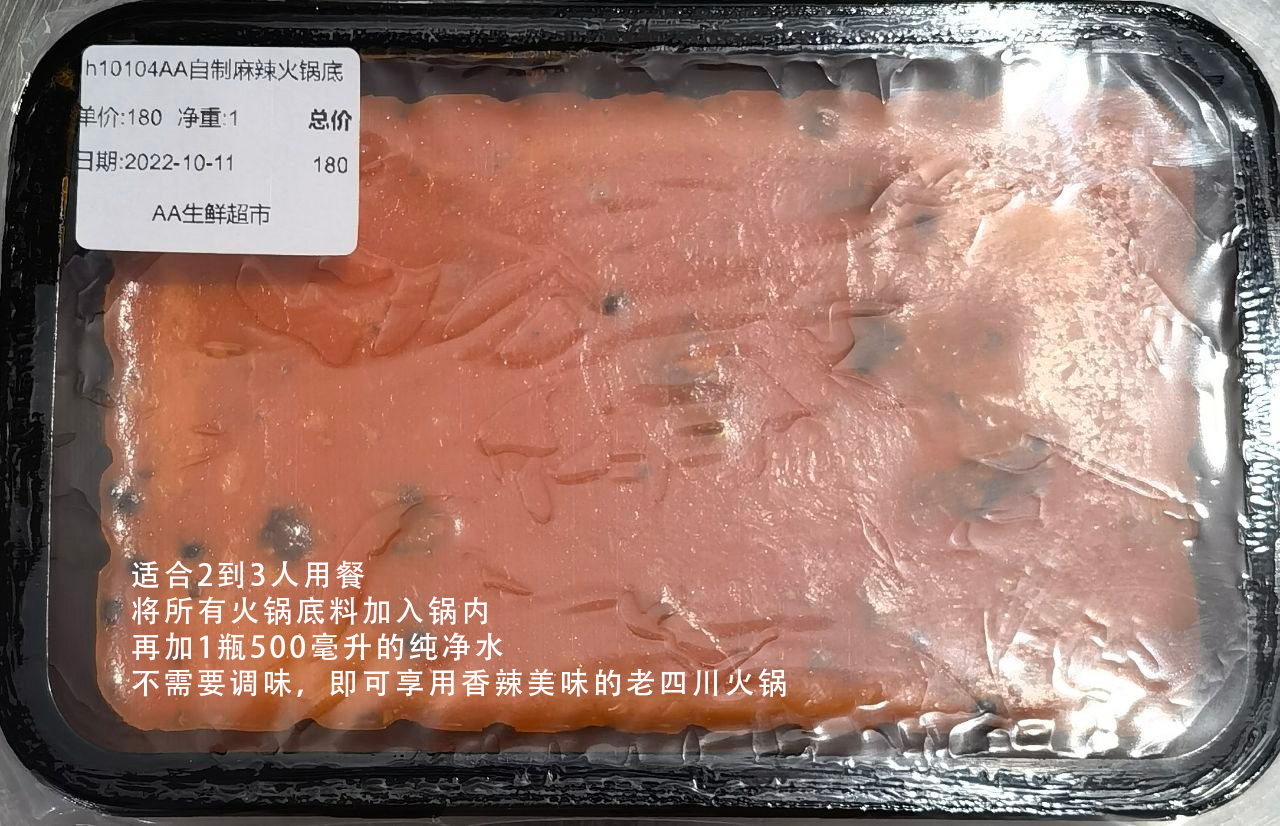 h10104AA自制麻辣火锅底
单价:180 净重:1 总价
日期:2022-10-11 180
AA生鲜超市
适合2到3人用餐
将所有火锅底料加入锅内
再加1瓶500毫升的纯净水
不需要调味，即可享用香辣美味的老四川火锅